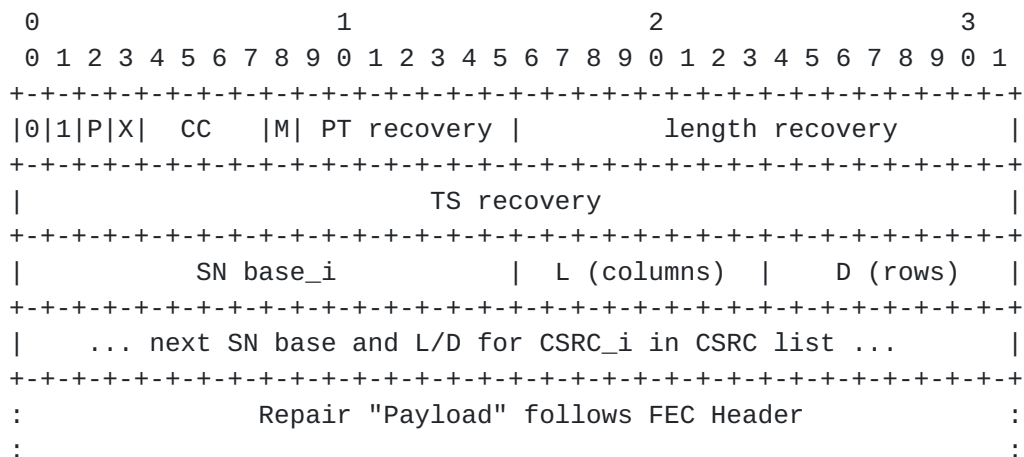 0                   1                   2                   3
 0 1 2 3 4 5 6 7 8 9 0 1 2 3 4 5 6 7 8 9 0 1 2 3 4 5 6 7 8 9 0 1
+-+-+-+-+-+-+-+-+-+-+-+-+-+-+-+-+-+-+-+-+-+-+-+-+-+-+-+-+-+-+-+-+
|0|1|P|X|  CC   |M| PT recovery |         length recovery       |
+-+-+-+-+-+-+-+-+-+-+-+-+-+-+-+-+-+-+-+-+-+-+-+-+-+-+-+-+-+-+-+-+
|                          TS recovery                          |
+-+-+-+-+-+-+-+-+-+-+-+-+-+-+-+-+-+-+-+-+-+-+-+-+-+-+-+-+-+-+-+-+
|           SN base_i           |  L (columns)  |    D (rows)   |
+-+-+-+-+-+-+-+-+-+-+-+-+-+-+-+-+-+-+-+-+-+-+-+-+-+-+-+-+-+-+-+-+
|    ... next SN base and L/D for CSRC_i in CSRC list ...       |
+-+-+-+-+-+-+-+-+-+-+-+-+-+-+-+-+-+-+-+-+-+-+-+-+-+-+-+-+-+-+-+-+
:               Repair "Payload" follows FEC Header             :
:                                                               :